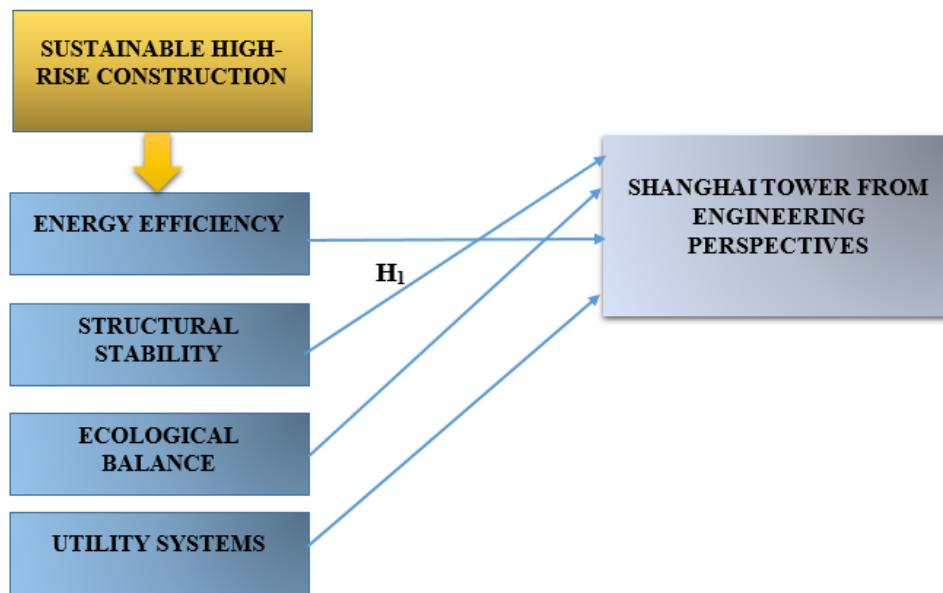 SUSTAINABLE HIGH-
RISE CONSTRUCTION
ENERGY EFFICIENCY
STRUCTURAL
STABILITY
ECOLOGICAL
BALANCE
UTILITY SYSTEMS
H₁
SHANGHAI TOWER FROM
ENGINEERING
PERSPECTIVES